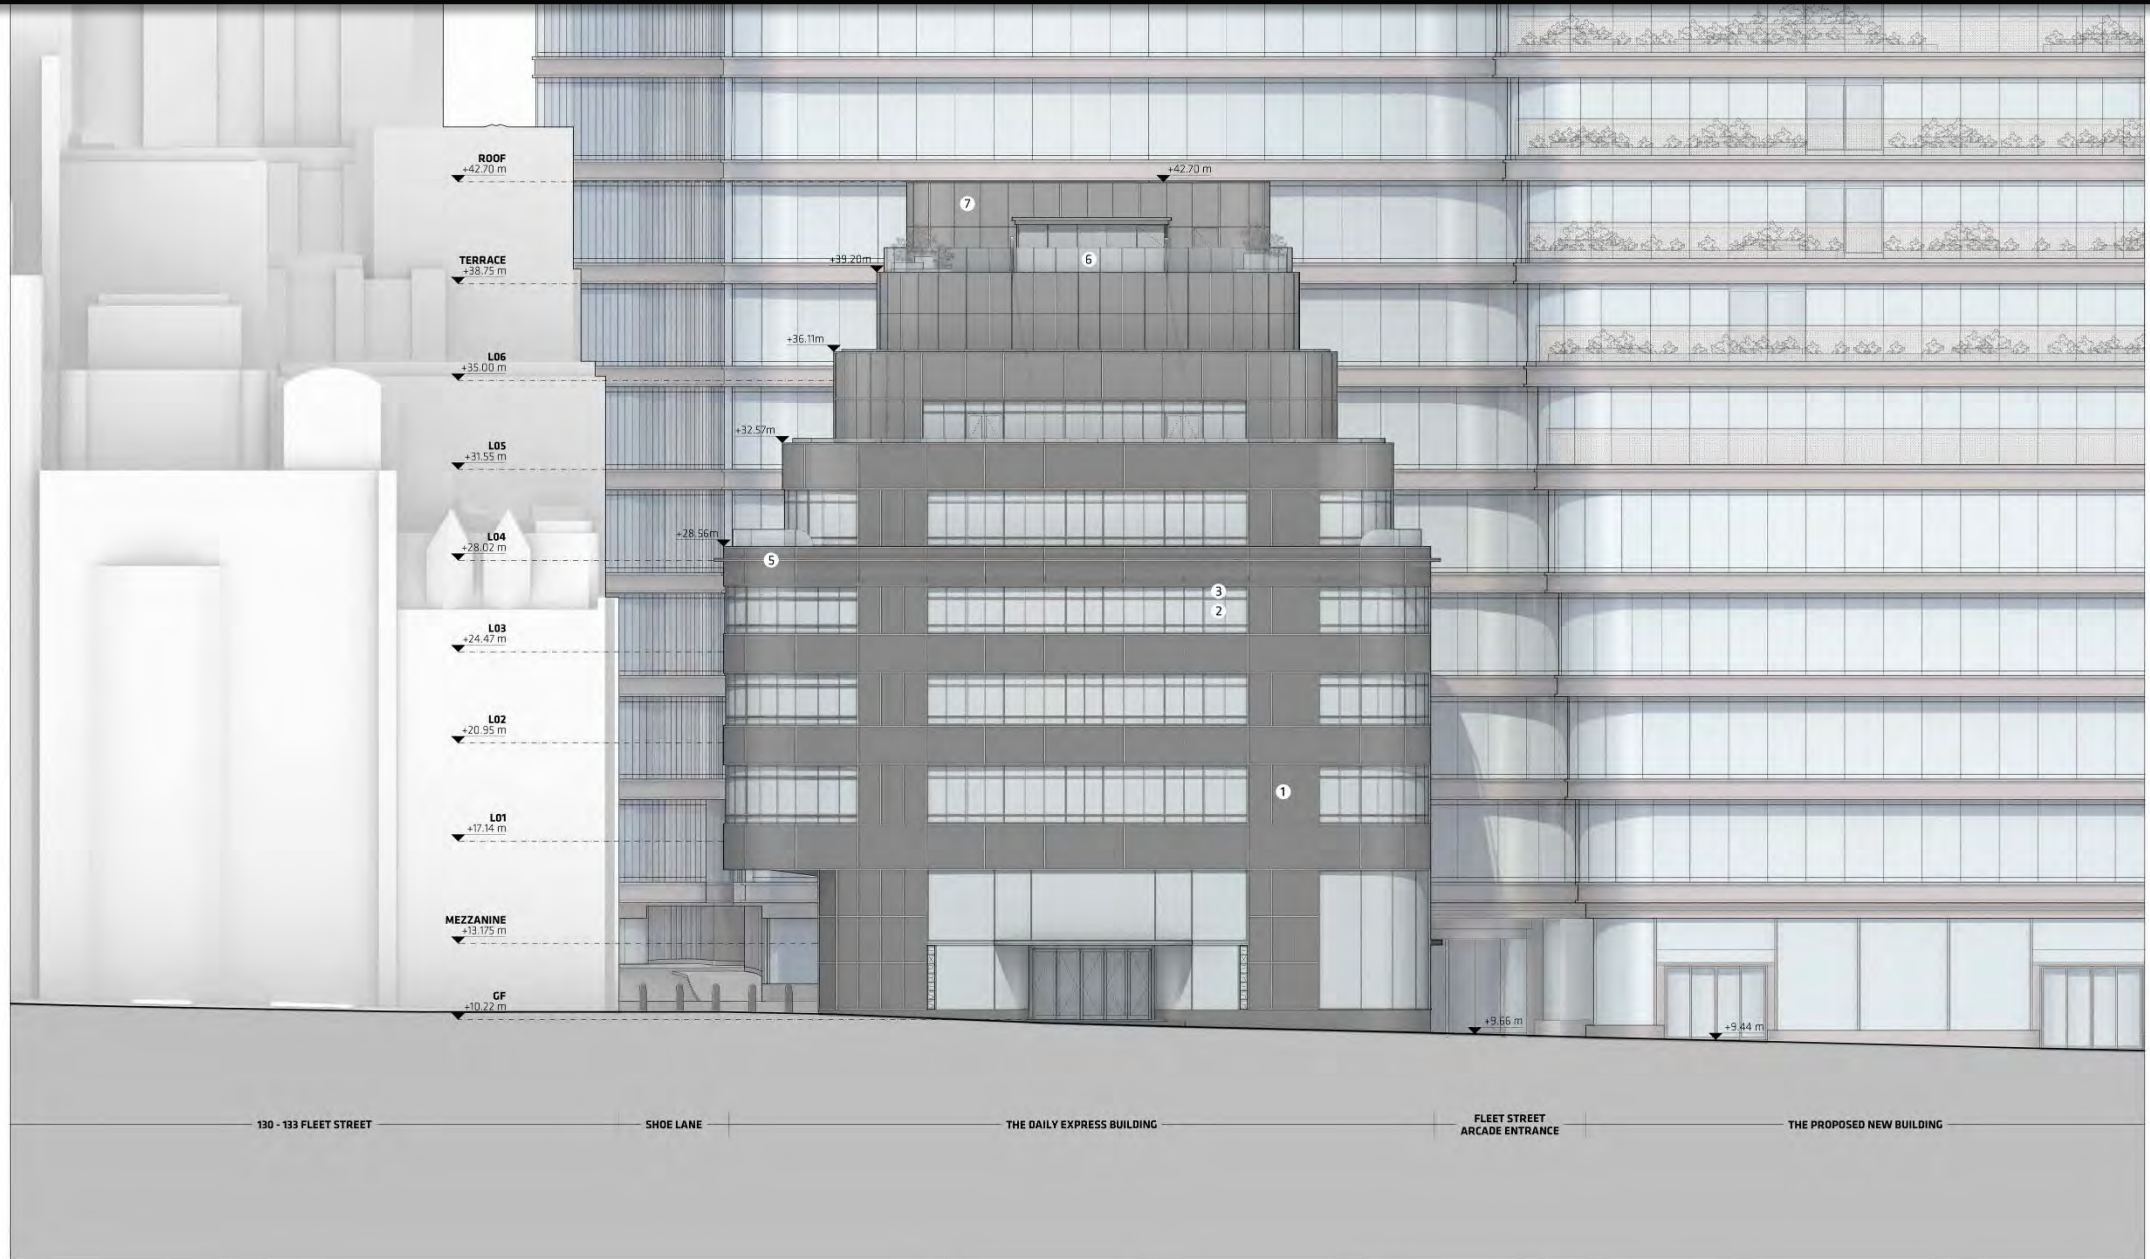 ROOF
+42.70 m
+42.70 m
7
TERRACE
+38.75 m
+39.20m
6
+36.11m
L06
+35.00 m
+32.57m
L05
+31.55 m
+28.56m
L04
+28.02 m
5
3
2
L03
+24.47 m
L02
+20.95 m
1
L01
+17.14 m
MEZZANINE
+13.175 m
GF
+10.22 m
+9.66 m
+9.44 m
130 - 133 FLEET STREET
SHOE LANE
THE DAILY EXPRESS BUILDING
FLEET STREET
ARCADE ENTRANCE
THE PROPOSED NEW BUILDING